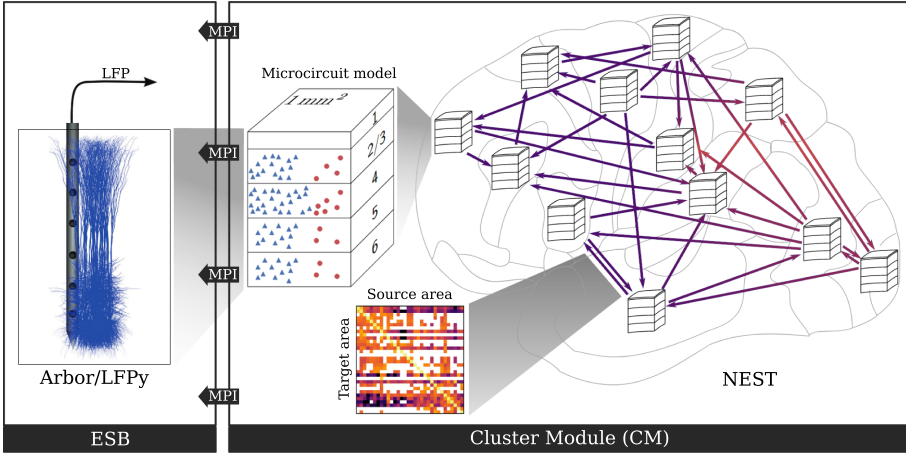 MPI
LFP
Microcircuit model
1 mm²
1
2/3
MPI
4
5
6
MPI
Source area
Target area
Arbor/LFPy
NEST
MPI
ESB
Cluster Module (CM)